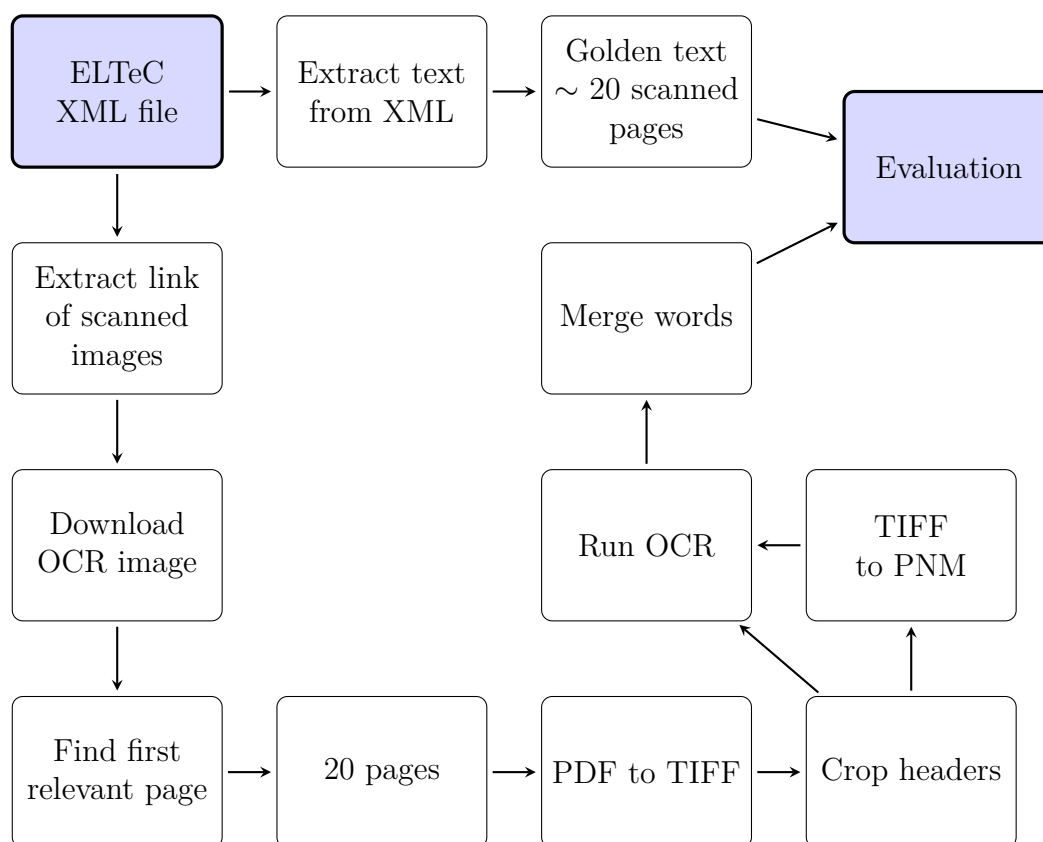 ELTeC
XML file
Extract text
from XML
Golden text
∼ 20 scanned
pages
Evaluation
Extract link
of scanned
images
Merge words
Download
OCR image
Run OCR
TIFF
to PNM
Find first
relevant page
20 pages
PDF to TIFF
Crop headers